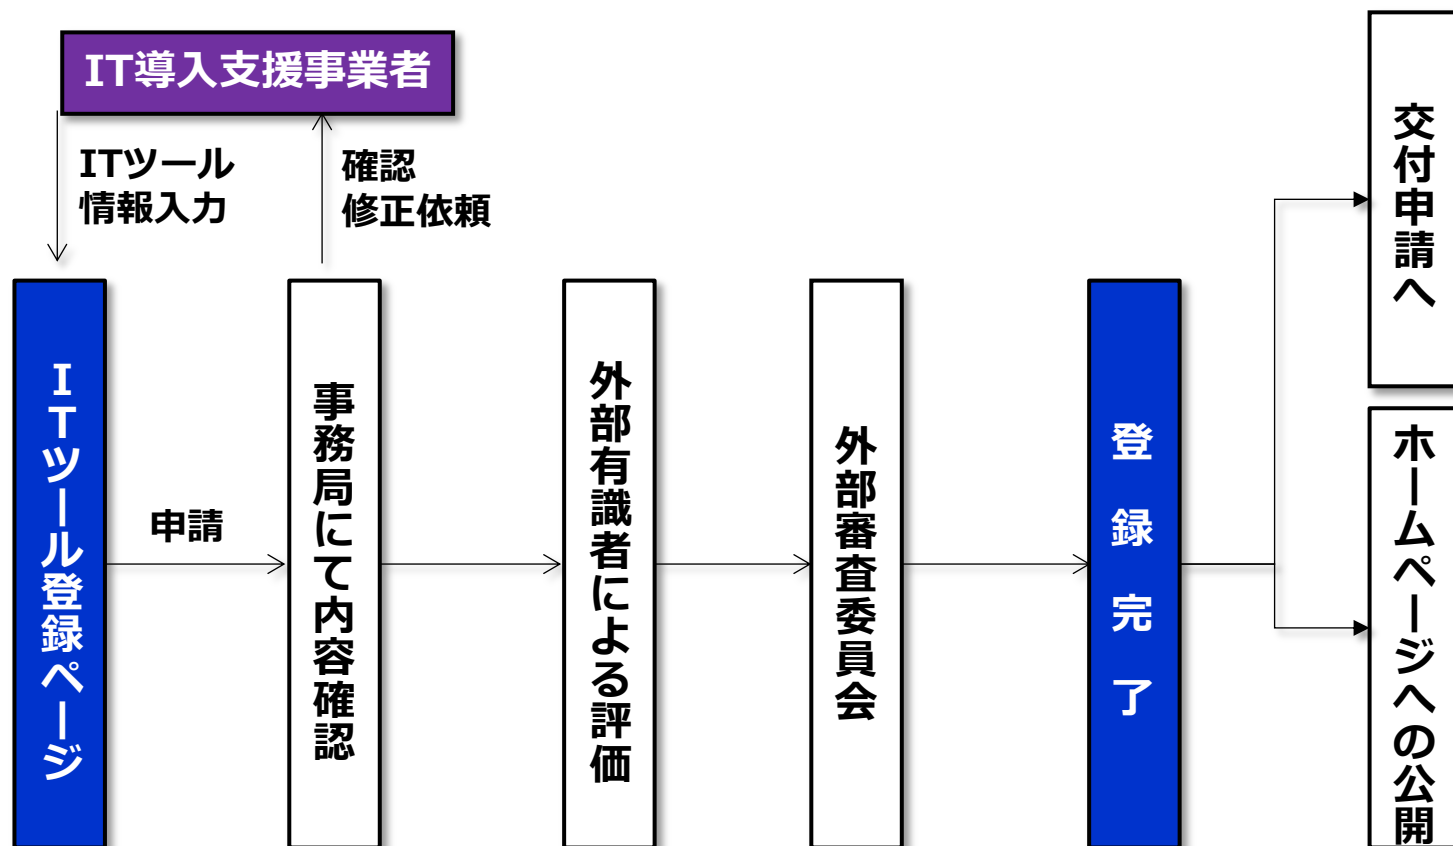 IT導入支援事業者
ITツール
情報入力
確認
修正依頼
ITツール登録ページ
申請
事務局にて内容確認
外部有識者による評価
外部審査委員会
登録完了
交付申請へ
ホームページへの公開